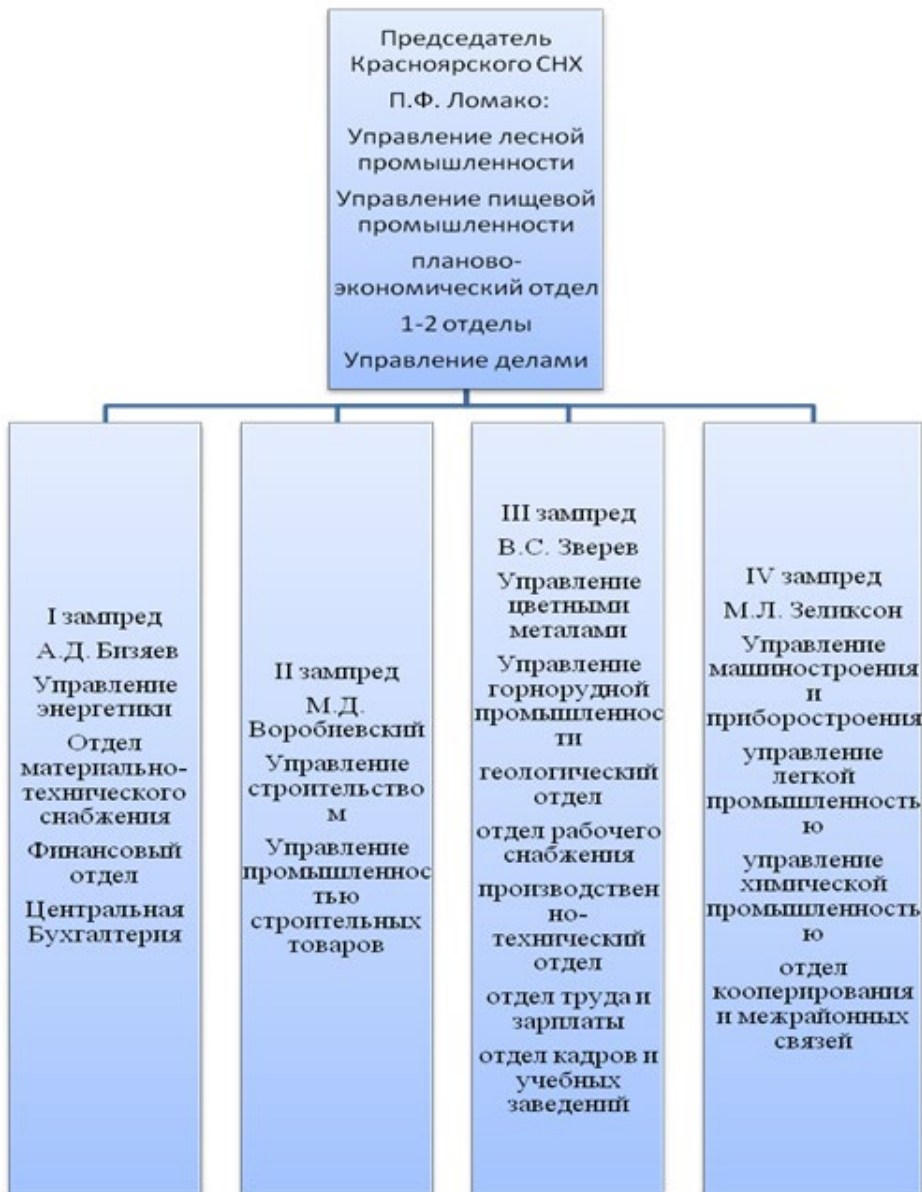 Председатель
Красноярского СНХ
П.Ф. Ломако:
Управление лесной
промышленности
Управление пищевой
промышленности
планово-
экономический отдел
1-2 отделы
Управление делами
I зампред
А.Д. Бизяев
Управление
энергетики
Отдел
материально-
технического
снабжения
Финансовый
отдел
Центральная
Бухгалтерия
II зампред
М.Д.
Воробиевский
Управление
строительство
м
Управление
промышленнос
тью
строительных
товаров
III зампред
В.С. Зверев
Управление
цветными
металами
Управление
горнорудной
промышленнос
ти
геологический
отдел
отдел рабочего
снабжения
производствен
но-
технический
отдел
отдел труда и
зарплаты
отдел кадров и
учебных
заведений
IV зампред
М.Л. Зеликсон
Управление
машиностроения
и
приборостроения
управление
легкой
промышленность
ю
управление
химической
промышленность
ю
отдел
кооперирования
и межрайонных
связей